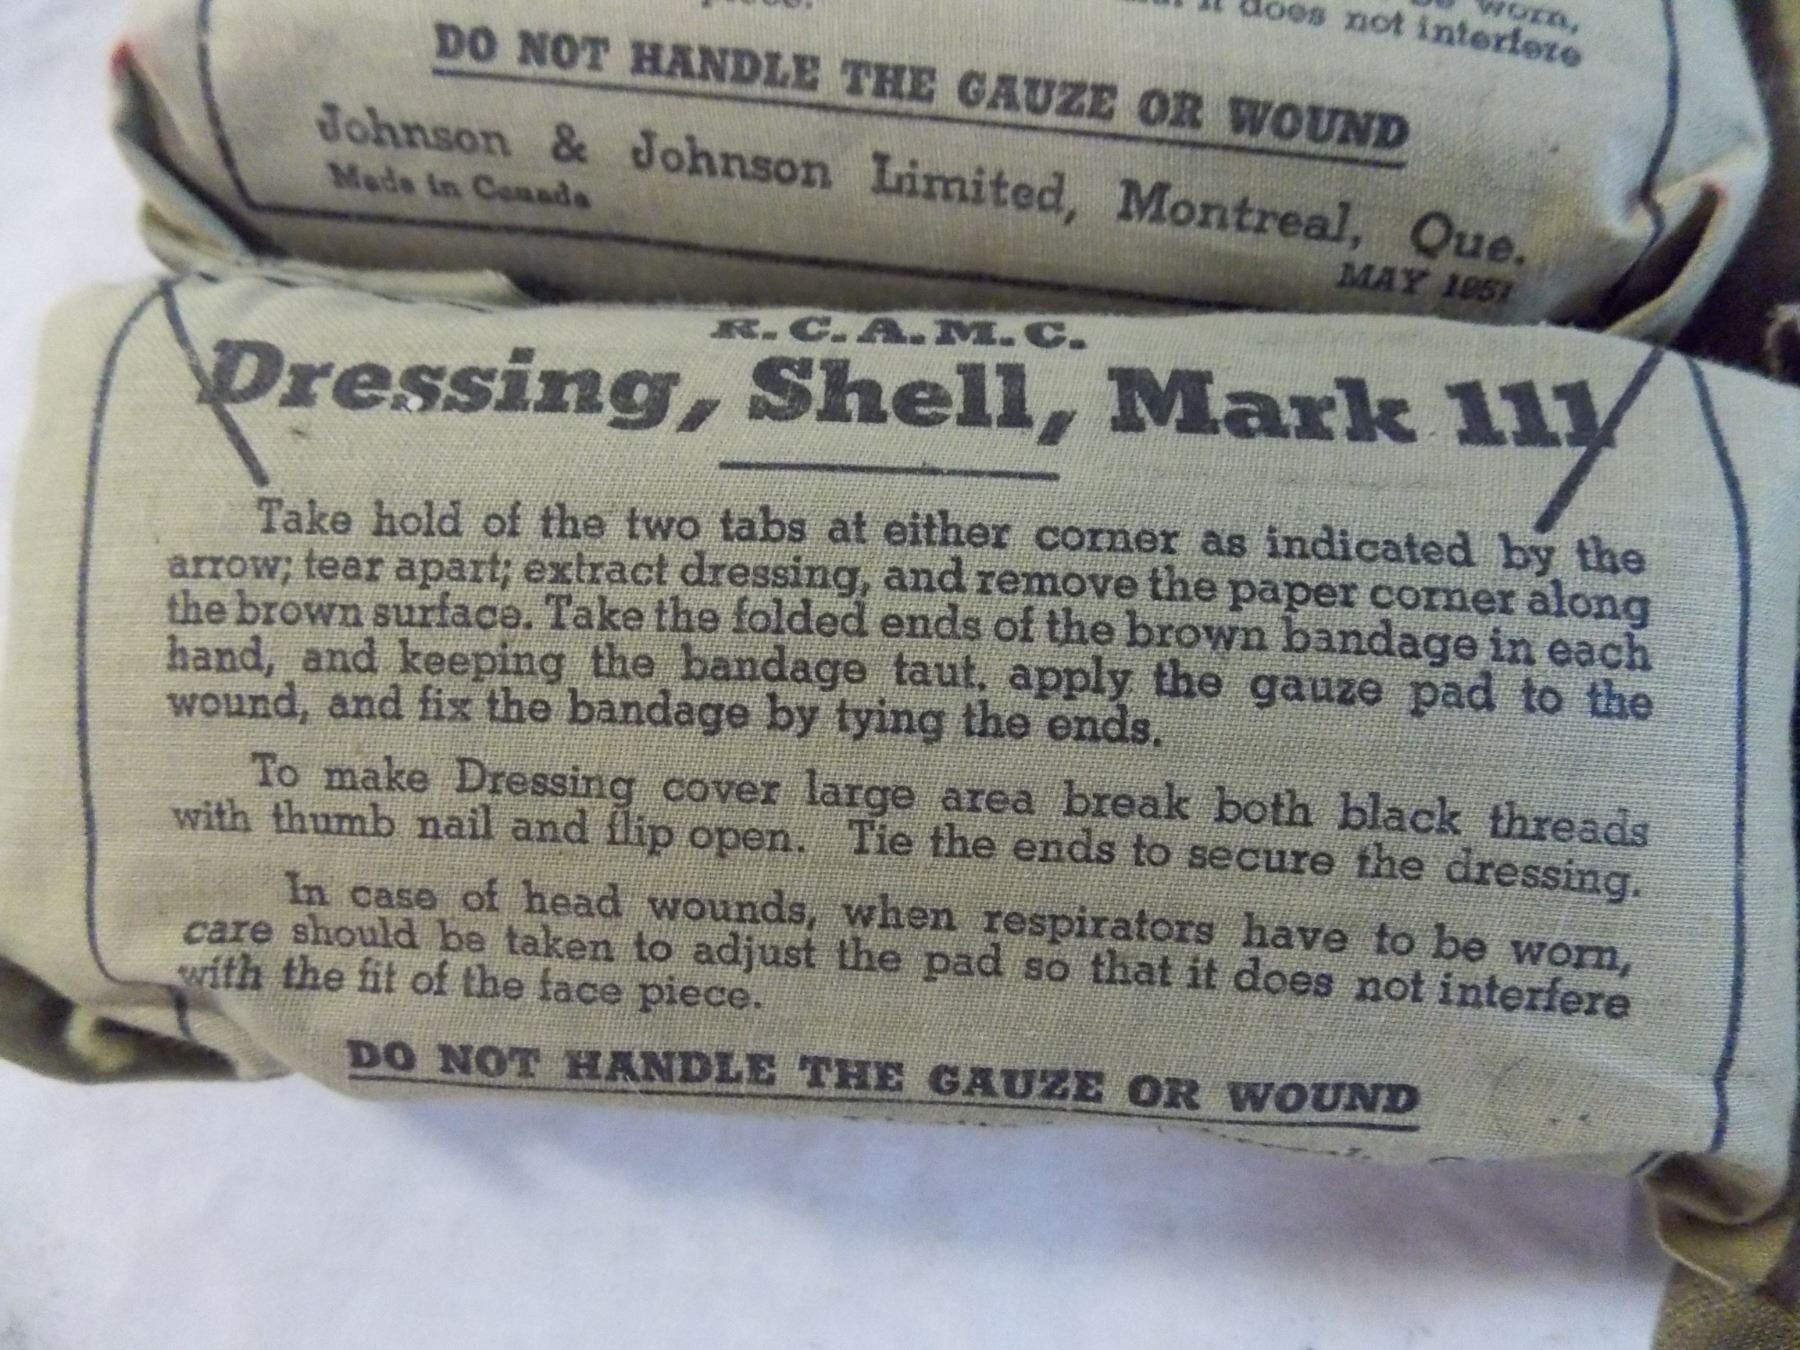 worn,
it does not interfere
DO NOT HANDLE THE GAUZE OR WOUND
Johnson & Johnson Limited, Montreal, Que.
Made in Canada
MAY 1951
R.C.A.M.C.
Dressing, Shell, Mark 111
Take hold of the two tabs at either corner as indicated by the
arrow; tear apart; extract dressing, and remove the paper corner along
the brown surface. Take the folded ends of the brown bandage in each
hand, and keeping the bandage taut, apply the gauze pad to the
wound, and fix the bandage by tying the ends.
To make Dressing cover large area break both black threads
with thumb nail and flip open. Tie the ends to secure the dressing.
In case of head wounds, when respirators have to be worn,
care should be taken to adjust the pad so that it does not interfere
with the fit of the face piece.
DO NOT HANDLE THE GAUZE OR WOUND